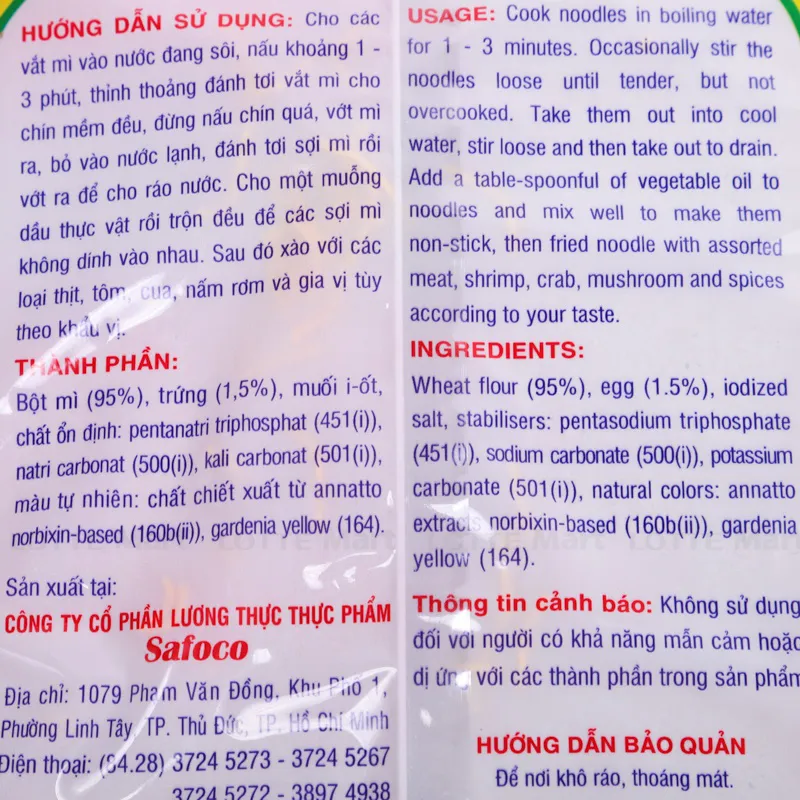 HƯỚNG DẪN SỬ DỤNG: Cho các
vắt mì vào nước đang sôi, nấu khoảng 1 -
3 phút, thỉnh thoảng đánh tơi vắt mì cho
chín mềm đều, đừng nấu chín quá, vớt mì
ra, bỏ vào nước lạnh, đánh tơi sợi mì rồi
vớt ra để cho ráo nước. Cho một muỗng
dầu thực vật rồi trộn đều để các sợi mì
không dính vào nhau. Sau đó xào với các
loại thịt, tôm, cua, nấm rơm và gia vị tùy
theo khẩu vị.
THÀNH PHẦN:
Bột mì (95%), trứng (1,5%), muối i-ốt,
chất ổn định: pentanatri triphosphat (451(i)),
natri carbonat (500(i)), kali carbonat (501(i)),
màu tự nhiên: chất chiết xuất từ annatto
norbixin-based (160b(ii)), gardenia yellow (164).
Sản xuất tại:
CÔNG TY CỔ PHẦN LƯƠNG THỰC THỰC PHẨM
Safoco
Địa chỉ: 1079 Phạm Văn Đồng, Khu Phố 1,
Phường Linh Tây, TP. Thủ Đức, TP. Hồ Chí Minh
Điện thoại: (84.28) 3724 5273 - 3724 5267
3724 5272 - 3897 4938
USAGE: Cook noodles in boiling water
for 1 - 3 minutes. Occasionally stir the
noodles loose until tender, but not
overcooked. Take them out into cool
water, stir loose and then take out to drain.
Add a table-spoonful of vegetable oil to
noodles and mix well to make them
non-stick, then fried noodle with assorted
meat, shrimp, crab, mushroom and spices
according to your taste.
INGREDIENTS:
Wheat flour (95%), egg (1.5%), iodized
salt, stabilisers: pentasodium triphosphate
(451(i)), sodium carbonate (500(i)), potassium
carbonate (501(i)), natural colors: annatto
extracts norbixin-based (160b(ii)), gardenia
yellow (164).
Thông tin cảnh báo: Không sử dụng
đối với người có khả năng mẫn cảm hoặc
dị ứng với các thành phần trong sản phẩm
HƯỚNG DẪN BẢO QUẢN
Để nơi khô ráo, thoáng mát.
LOTTE Mart
LOTTE Mart